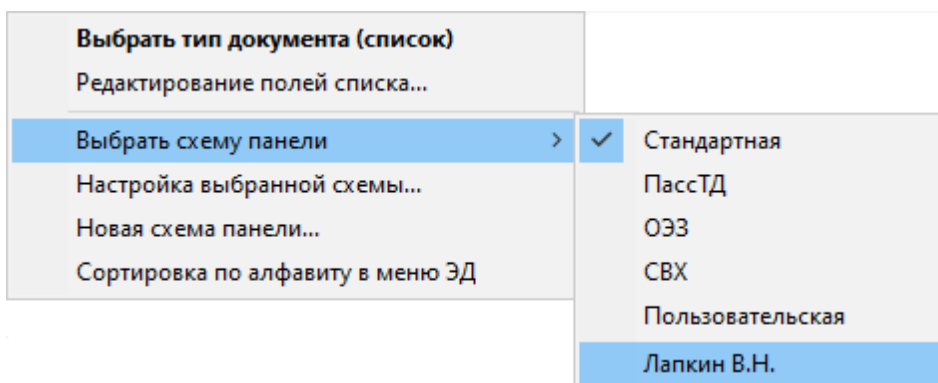 Выбрать тип документа (список)
Редактирование полей списка...
Выбрать схему панели
Настройка выбранной схемы...
Новая схема панели...
Сортировка по алфавиту в меню ЭД
Стандартная
ПассТД
ОЭЗ
СВХ
Пользовательская
Лапкин В.Н.